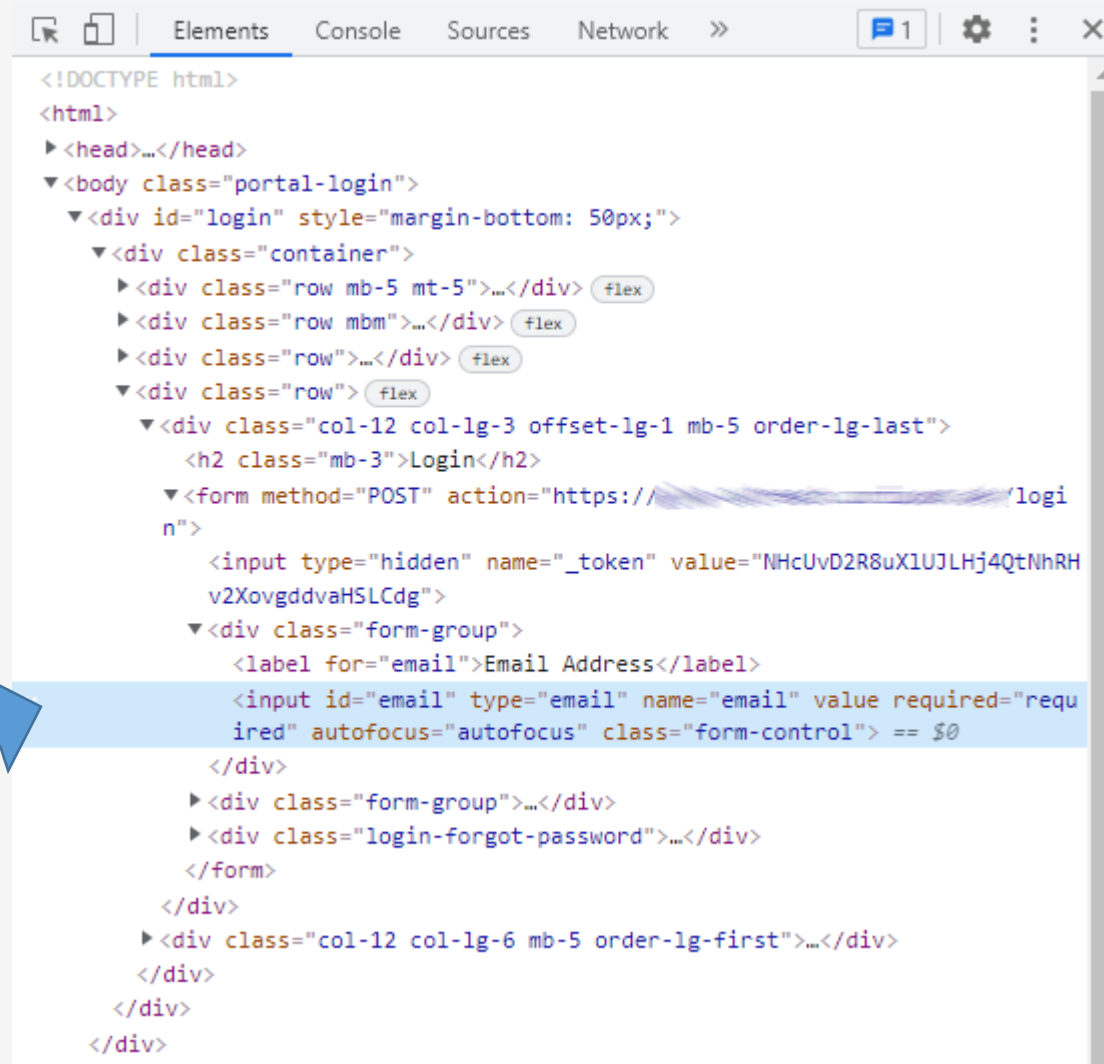 Elements Console Sources Network » 1
<!DOCTYPE html>
<html>
<head>…</head>
<body class="portal-login">
<div id="login" style="margin-bottom: 50px;">
<div class="container">
<div class="row mb-5 mt-5">…</div> flex
<div class="row mbm">…</div> flex
<div class="row">…</div> flex
<div class="row"> flex
<div class="col-12 col-lg-3 offset-lg-1 mb-5 order-lg-last">
<h2 class="mb-3">Login</h2>
<form method="POST" action="https:// /logi
n">
<input type="hidden" name="_token" value="NHcUvD2R8uXlUJLHj4QtNhRH
v2XovgddvaHSLCdg">
<div class="form-group">
<label for="email">Email Address</label>
<input id="email" type="email" name="email" value required="requ
ired" autofocus="autofocus" class="form-control"> == $0
</div>
<div class="form-group">…</div>
<div class="login-forgot-password">…</div>
</form>
</div>
<div class="col-12 col-lg-6 mb-5 order-lg-first">…</div>
</div>
</div>
</div>